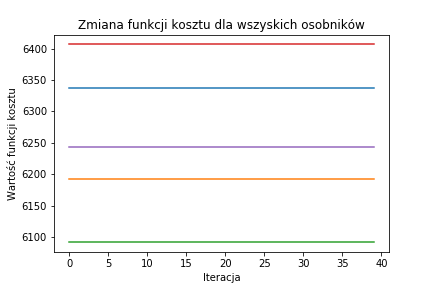 Zmiana funkcji kosztu dla wszyskich osobników
6400
6350
6300
6250
6200
6150
6100
Wartość funkcji kosztu
0 5 10 15 20 25 30 35 40
Iteracja